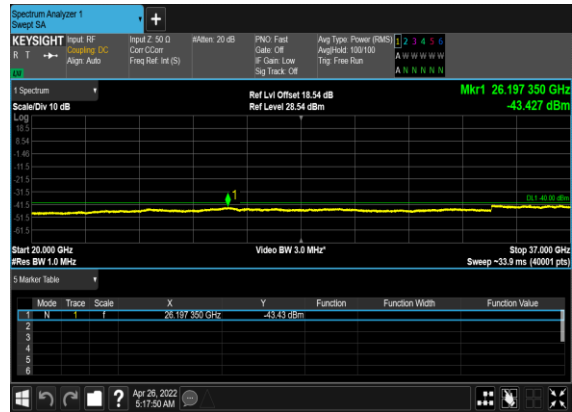 Spectrum Analyzer 1
Swept SA
+
KEYSIGHT Input: RF Input Z: 50 Ω #Atten: 20 dB PNO: Fast Avg Type: Power (RMS) 1 2 3 4 5 6
R T Coupling: DC Corr CCorr Gate: Off Avg|Hold: 100/100 A W W W W W
Align: Auto Freq Ref: Int (S) IF Gain: Low Trig: Free Run
Sig Track: Off A N N N N N
1 Spectrum Ref Lvl Offset 18.54 dB Mkr1 26.197 350 GHz
Scale/Div 10 dB Ref Level 28.54 dBm -43.427 dBm
Log
18.5
8.54
-1.46
-11.5
-21.5
-31.5
1
DL1 -40.00 dBm
-41.5
-51.5
-61.5
Start 20.000 GHz Video BW 3.0 MHz* Stop 37.000 GHz
#Res BW 1.0 MHz Sweep ~33.9 ms (40001 pts)
5 Marker Table
Mode Trace Scale X Y Function Function Width Function Value
1 N 1 f 26.197 350 GHz -43.43 dBm
2
3
4
5
6
? Apr 26, 2022
5:17:50 AM